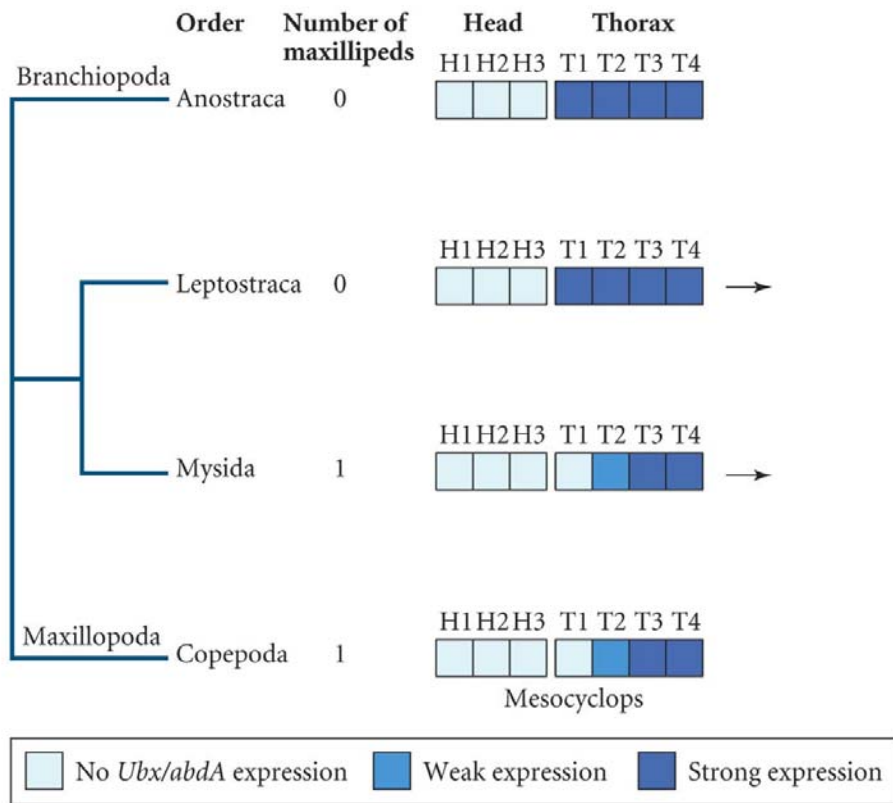 Order Number of maxillipeds Head Thorax
H1 H2 H3 T1 T2 T3 T4
Branchiopoda
Anostraca 0
H1 H2 H3 T1 T2 T3 T4
Leptostraca 0
H1 H2 H3 T1 T2 T3 T4
Mysida 1
H1 H2 H3 T1 T2 T3 T4
Maxillopoda
Copepoda 1
Mesocyclops
No Ubx/abdA expression Weak expression Strong expression